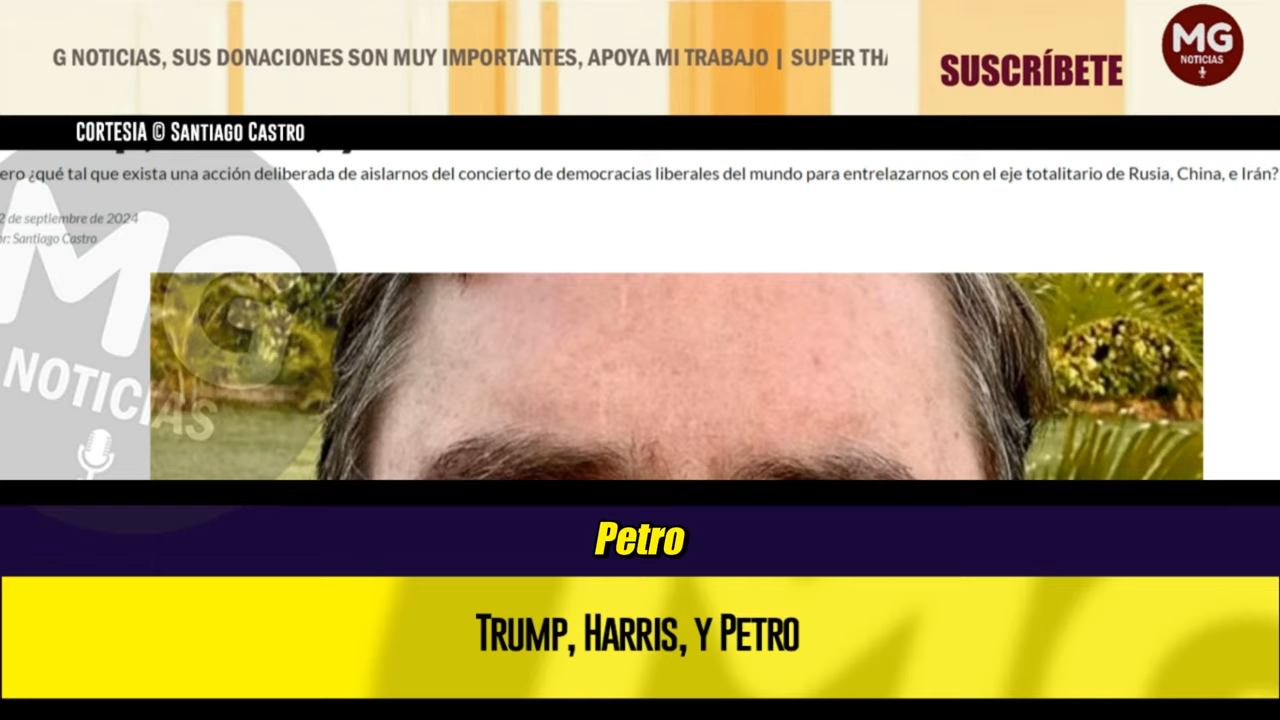 G NOTICIAS, SUS DONACIONES SON MUY IMPORTANTES, APOYA MI TRABAJO | SUPER THA
SUSCRÍBETE
MG
NOTICIAS
CORTESIA © SANTIAGO CASTRO
ero ¿qué tal que exista una acción deliberada de aislarnos del concierto de democracias liberales del mundo para entrelazarnos con el eje totalitario de Rusia, China, e Irán?
2 de septiembre de 2024
or: Santiago Castro
MG
NOTICIAS
Petro
TRUMP, HARRIS, Y PETRO